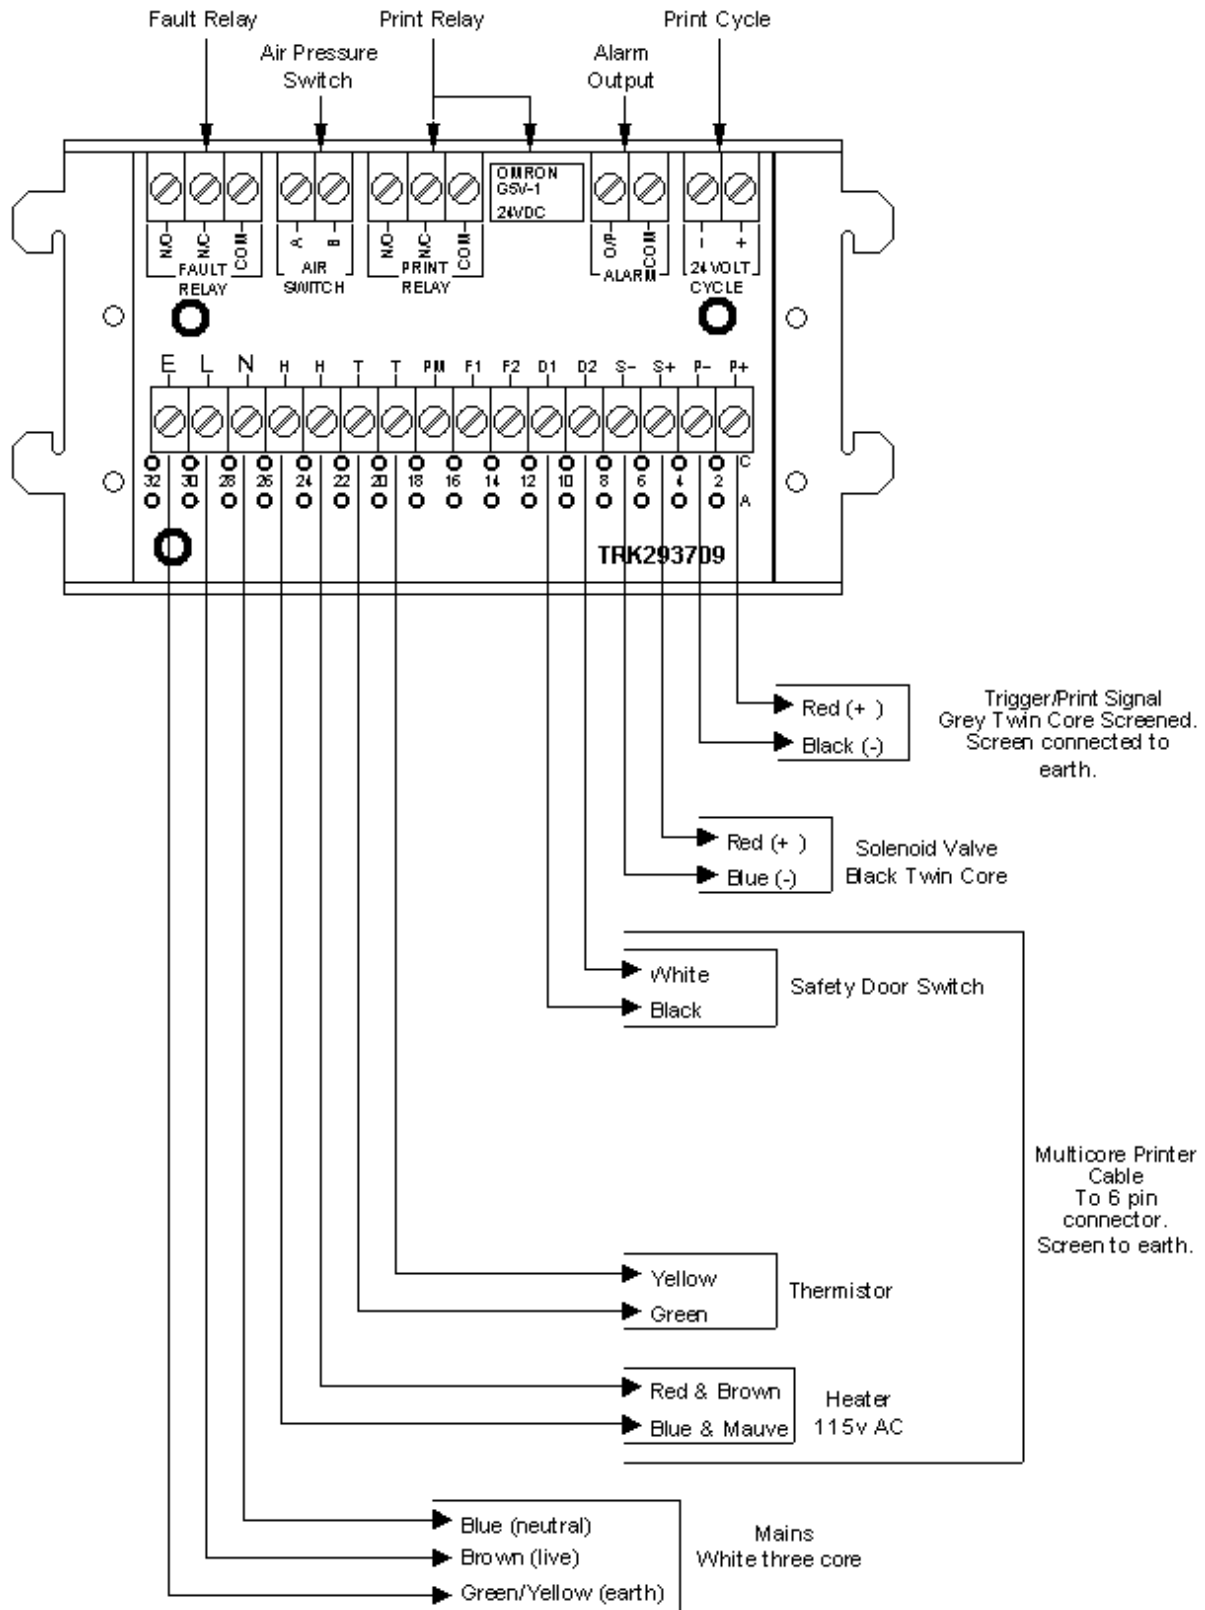 Fault Relay Print Relay Print Cycle
Air Pressure
Switch
Alarm
Output
OMRON
G5V-1
24VDC
N/O N/C COM
FAULT
RELAY
A B
AIR
SWITCH
N/O N/C COM
PRINT
RELAY
O/P COM
ALARM
- +
24 VOLT
CYCLE
E L N H H T T PM F1 F2 D1 D2 S- S+ P- P+
C
32 30 28 26 24 22 20 18 16 14 12 10 8 6 4 2
A
TRK293709
Red (+ )
Black (-)
Trigger/Print Signal
Grey Twin Core Screened.
Screen connected to
earth.
Red (+ )
Blue (-)
Solenoid Valve
Black Twin Core
White
Black
Safety Door Switch
Multicore Printer
Cable
To 6 pin
connector.
Screen to earth.
Yellow
Green
Thermistor
Red & Brown
Blue & Mauve
Heater
115v AC
Blue (neutral)
Brown (live)
Green/Yellow (earth)
Mains
White three core